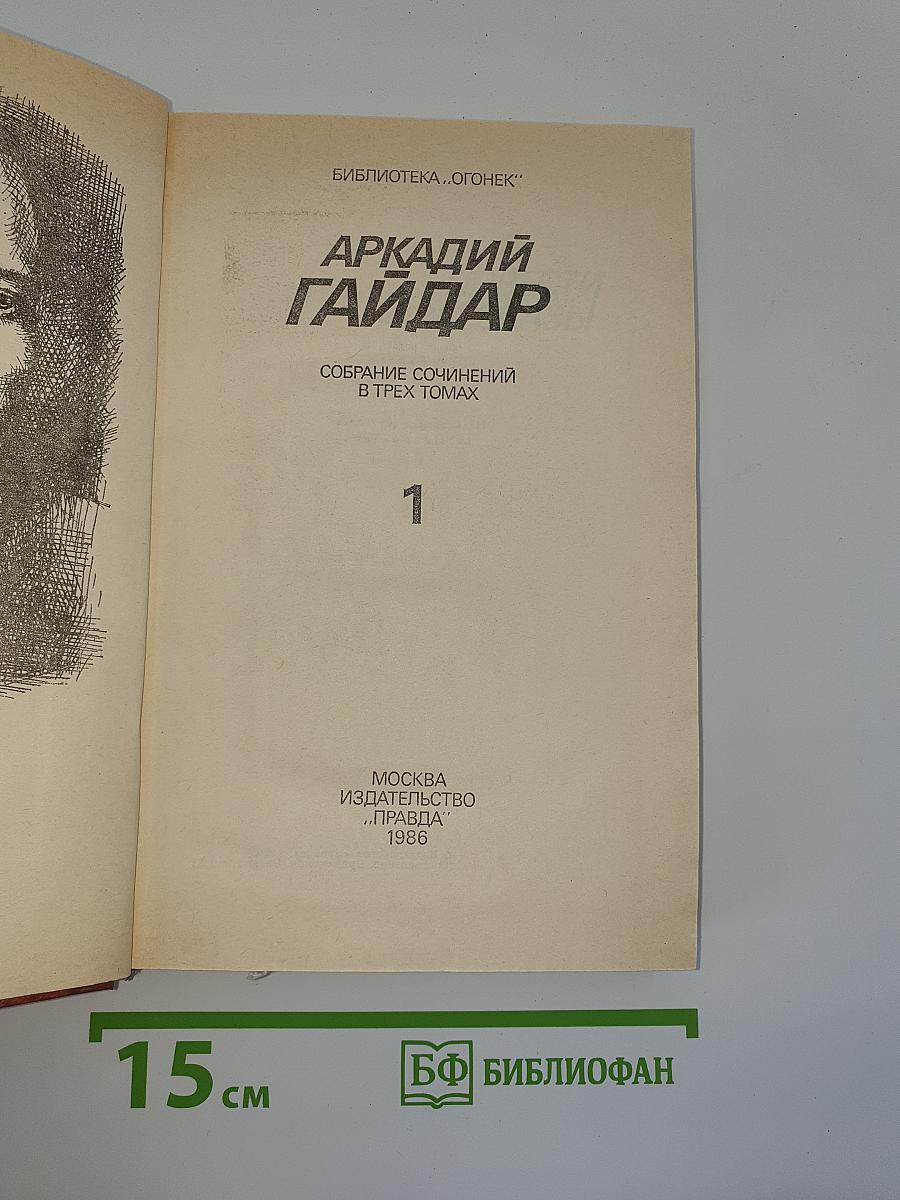 БИБЛИОТЕКА „ОГОНЕК"
АРКАДИЙ
ГАЙДАР
СОБРАНИЕ СОЧИНЕНИЙ
В ТРЕХ ТОМАХ
1
МОСКВА
ИЗДАТЕЛЬСТВО
„ПРАВДА"
1986
15 см
БФ БИБЛИОФАН